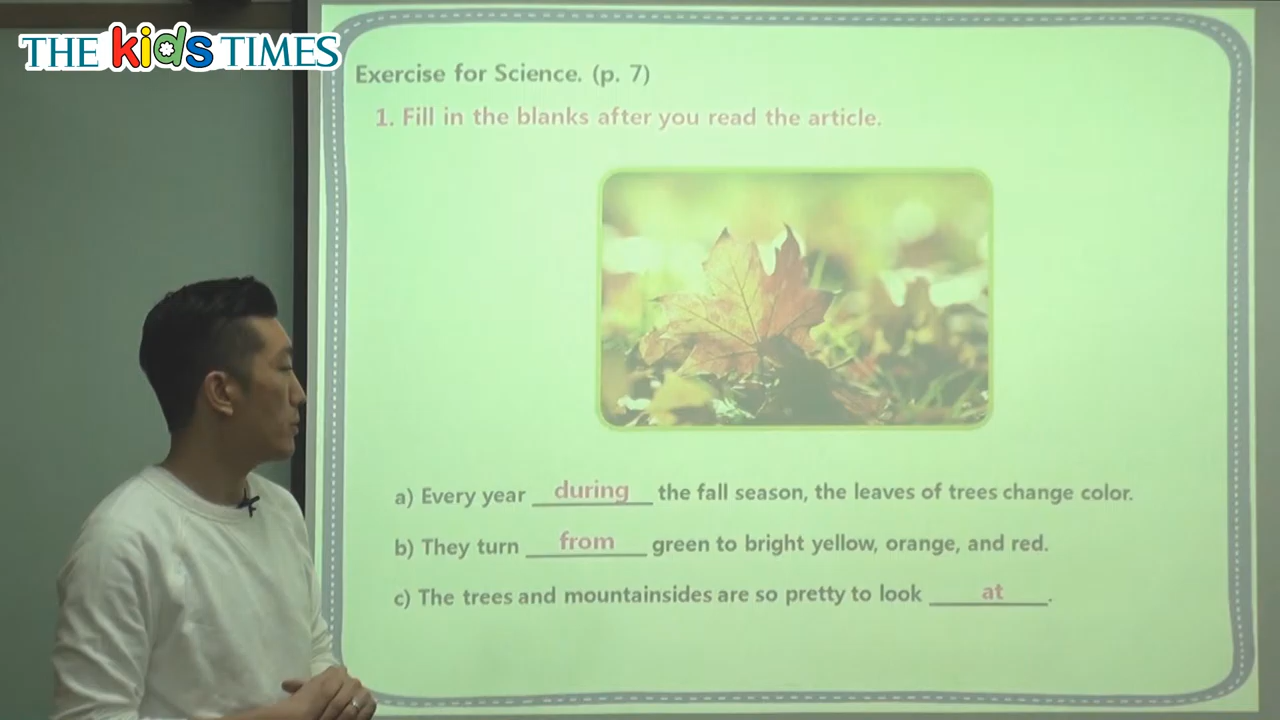 THE kids TIMES
Exercise for Science. (p. 7)
1. Fill in the blanks after you read the article.
a) Every year during the fall season, the leaves of trees change color.
b) They turn from green to bright yellow, orange, and red.
c) The trees and mountainsides are so pretty to look at.